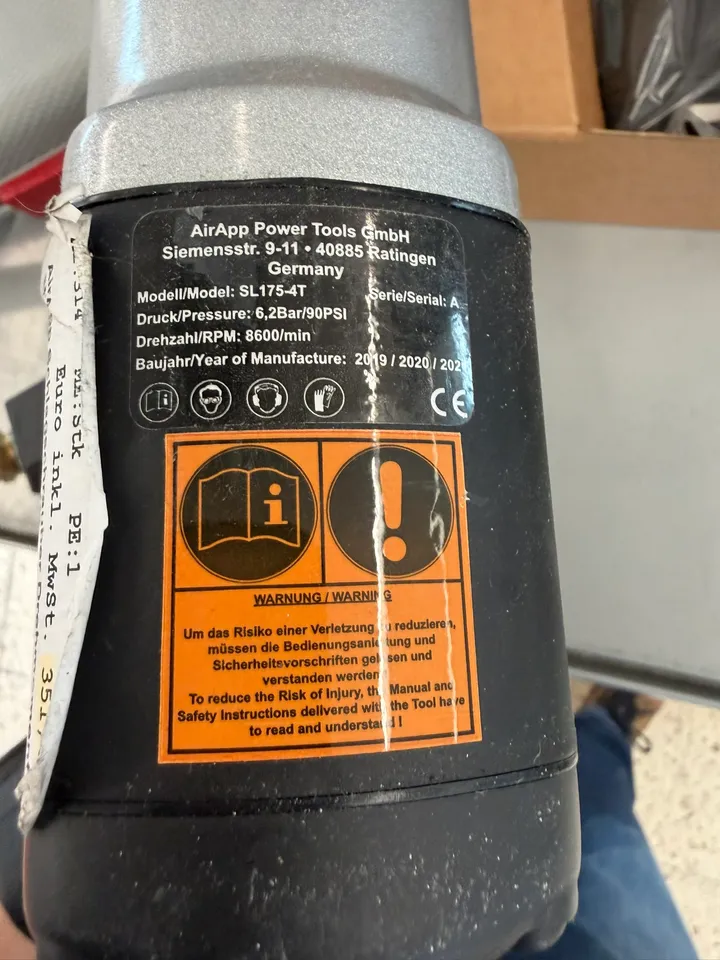 AirApp Power Tools GmbH
Siemensstr. 9-11 • 40885 Ratingen
Germany
Modell/Model: SL175-4T
Serie/Serial: A
Druck/Pressure: 6,2Bar/90PSI
Drehzahl/RPM: 8600/min
Baujahr/Year of Manufacture: 2019 / 2020 / 202
CE
WARNUNG / WARNING
Um das Risiko einer Verletzung zu reduzieren,
müssen die Bedienungsanleitung und
Sicherheitsvorschriften gelesen und
verstanden werden
To reduce the Risk of Injury, the Manual and
Safety Instructions delivered with the Tool have
to read and understand !
ME:Stk PE:1
Euro inkl. MwSt.